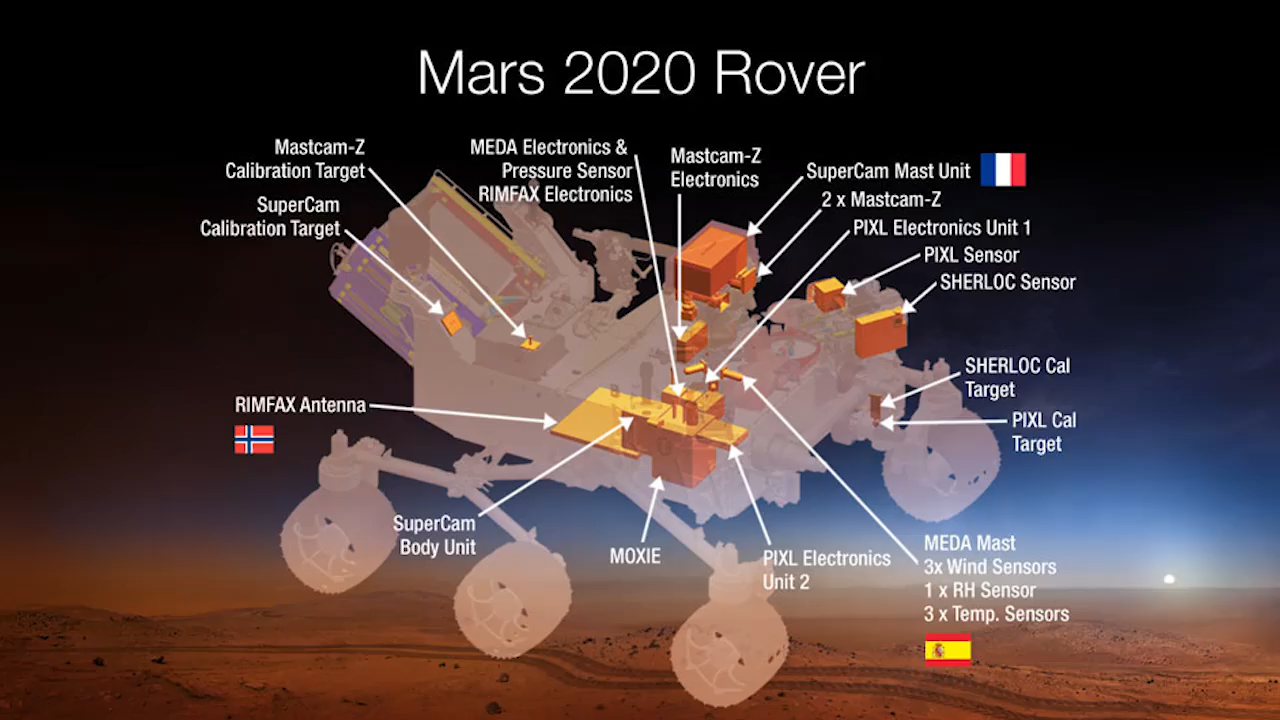 Mars 2020 Rover
Mastcam-Z
Calibration Target
SuperCam
Calibration Target
MEDA Electronics &
Pressure Sensor
RIMFAX Electronics
Mastcam-Z
Electronics
SuperCam Mast Unit
2 x Mastcam-Z
PIXL Electronics Unit 1
PIXL Sensor
SHERLOC Sensor
SHERLOC Cal
Target
PIXL Cal
Target
RIMFAX Antenna
SuperCam
Body Unit
MOXIE
PIXL Electronics
Unit 2
MEDA Mast
3x Wind Sensors
1 x RH Sensor
3 x Temp. Sensors